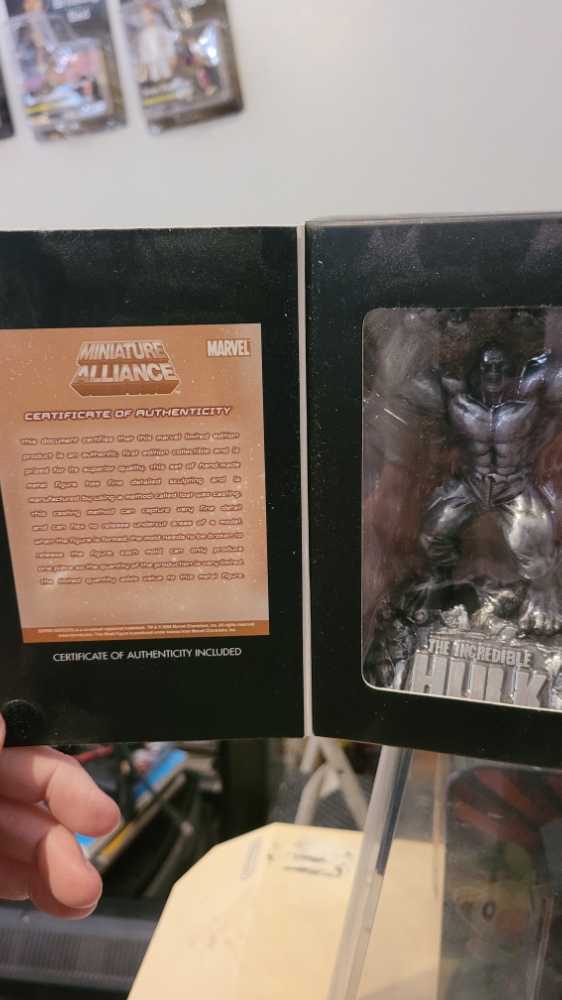 MINIATURE
ALLIANCE
MARVEL
CERTIFICATE OF AUTHENTICITY
This document certifies that this marvel limited edition
product is an authentic, first edition collectible and is
prized for its superior quality. This set of hand made
metal figure has fine detailed sculpting and is
manufactured by using a method called lost wax casting.
This casting method can capture very fine detail
and can flex to release undercut areas of a model.
when the figure is formed, the mold needs to be broken to
release the figure. each mold can only produce
one piece so the quantity of the production is very limited.
The limited quantity adds value to this metal figure.
CERTIFICATE OF AUTHENTICITY INCLUDED
THE INCREDIBLE
HULK